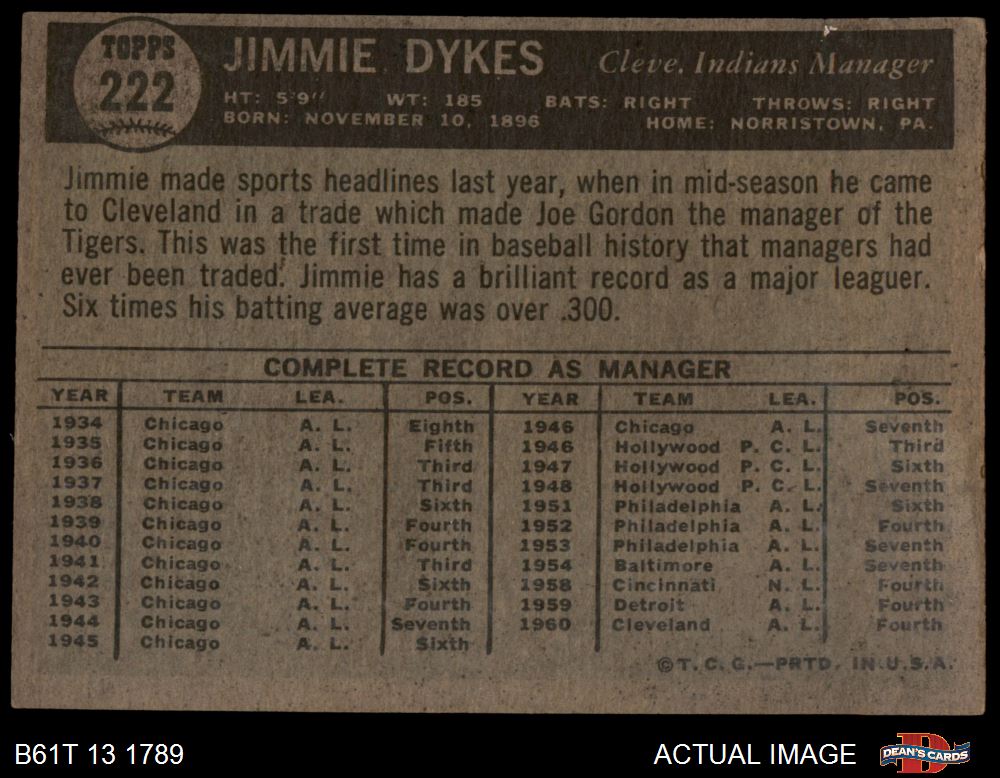 TOPPS
222
JIMMIE DYKES
Cleve. Indians Manager
HT: 5'9" WT: 185 BATS: RIGHT THROWS: RIGHT
BORN: NOVEMBER 10, 1896 HOME: NORRISTOWN, PA.
Jimmie made sports headlines last year, when in mid-season he came
to Cleveland in a trade which made Joe Gordon the manager of the
Tigers. This was the first time in baseball history that managers had
ever been traded. Jimmie has a brilliant record as a major leaguer.
Six times his batting average was over .300.
COMPLETE RECORD AS MANAGER
YEAR TEAM LEA. POS. YEAR TEAM LEA. POS.
1934 Chicago A. L. Eighth 1946 Chicago A. L. Seventh
1935 Chicago A. L. Fifth 1946 Hollywood P. C. L. Third
1936 Chicago A. L. Third 1947 Hollywood P. C. L. Sixth
1937 Chicago A. L. Third 1948 Hollywood P. C. L. Seventh
1938 Chicago A. L. Sixth 1951 Philadelphia A. L. Sixth
1939 Chicago A. L. Fourth 1952 Philadelphia A. L. Fourth
1940 Chicago A. L. Fourth 1953 Philadelphia A. L. Seventh
1941 Chicago A. L. Third 1954 Baltimore A. L. Seventh
1942 Chicago A. L. Sixth 1958 Cincinnati N. L. Fourth
1943 Chicago A. L. Fourth 1959 Detroit A. L. Fourth
1944 Chicago A. L. Seventh 1960 Cleveland A. L. Fourth
1945 Chicago A. L. Sixth
©T. C. G.—PRTD. IN U.S.A.
B61T 13 1789 ACTUAL IMAGE DEAN'S CARDS